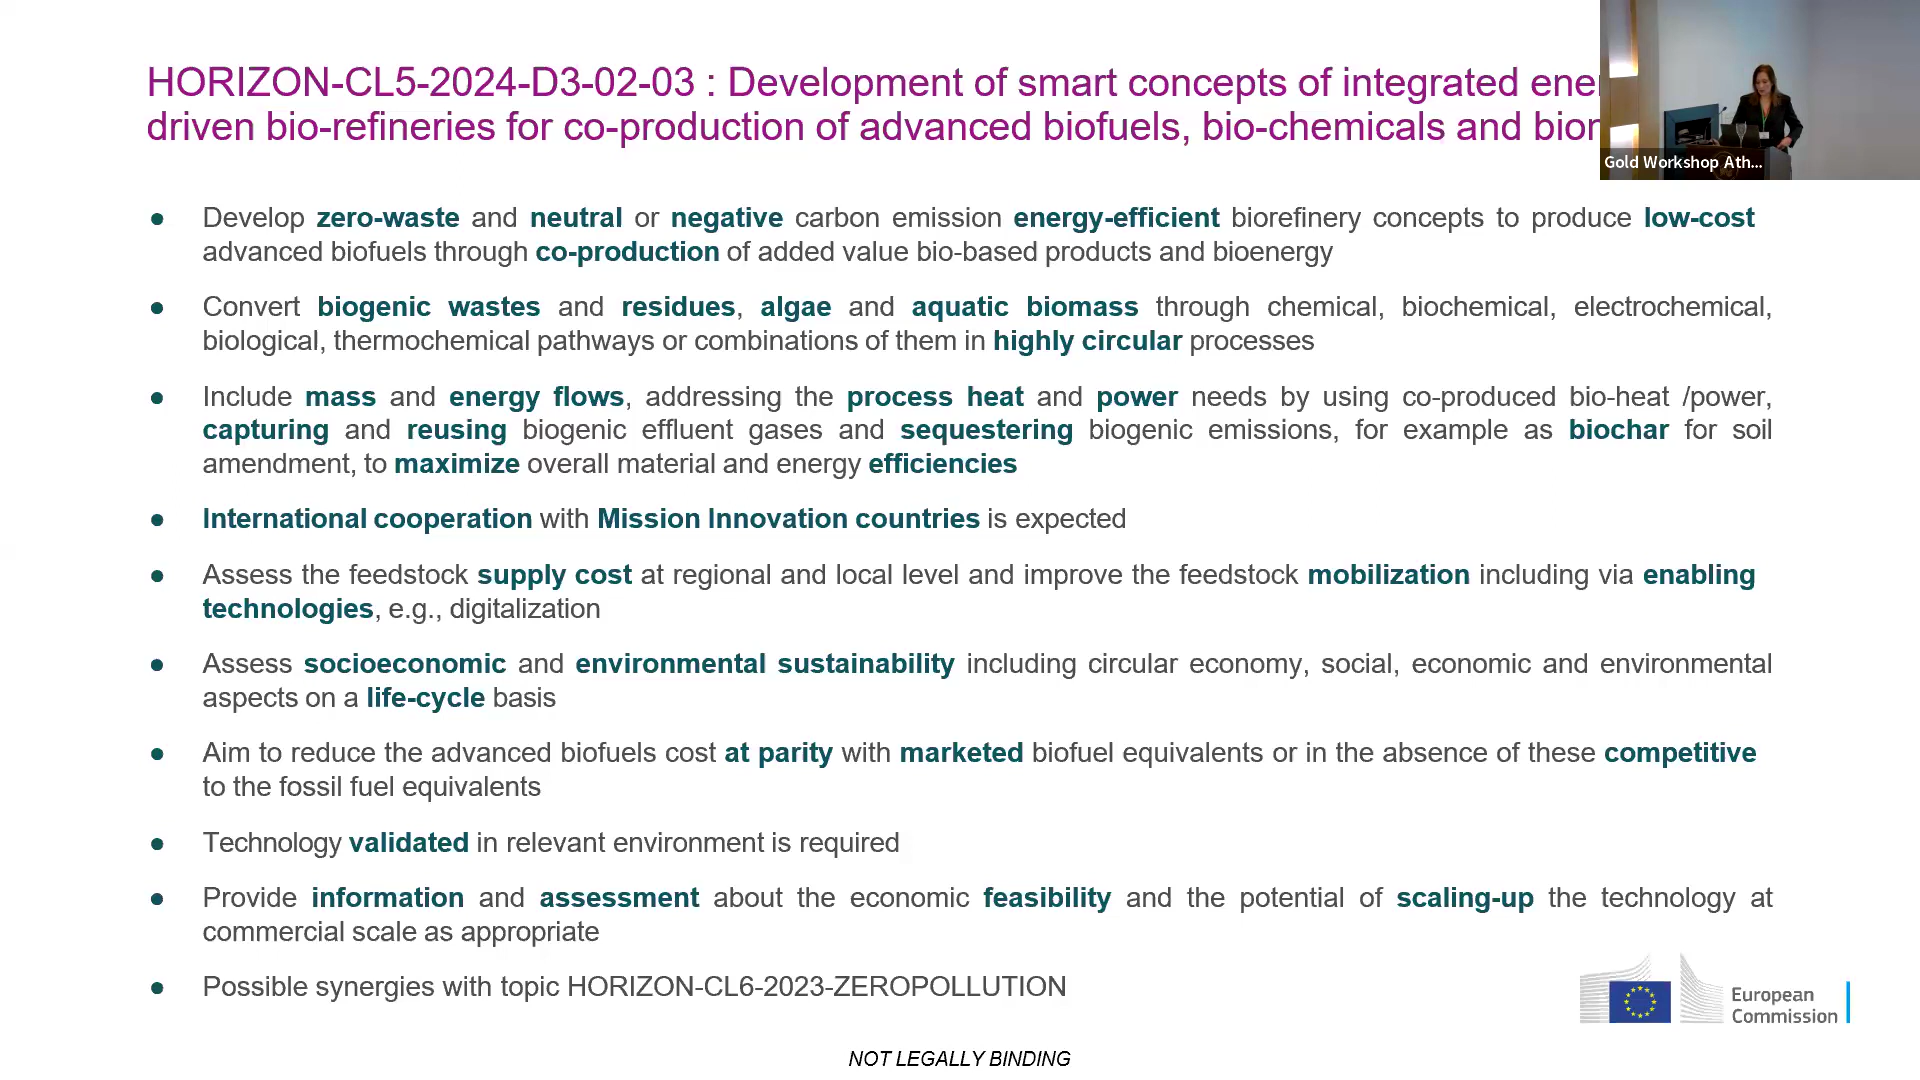 HORIZON-CL5-2024-D3-02-03 : Development of smart concepts of integrated
driven bio-refineries for co-production of advanced biofuels, bio-chemicals and
Gold Workshop Ath...
● Develop zero-waste and neutral or negative carbon emission energy-efficient biorefinery concepts to produce low-cost
advanced biofuels through co-production of added value bio-based products and bioenergy
● Convert biogenic wastes and residues, algae and aquatic biomass through chemical, biochemical, electrochemical,
biological, thermochemical pathways or combinations of them in highly circular processes
● Include mass and energy flows, addressing the process heat and power needs by using co-produced bio-heat /power,
capturing and reusing biogenic effluent gases and sequestering biogenic emissions, for example as biochar for soil
amendment, to maximize overall material and energy efficiencies
● International cooperation with Mission Innovation countries is expected
● Assess the feedstock supply cost at regional and local level and improve the feedstock mobilization including via enabling
technologies, e.g., digitalization
● Assess socioeconomic and environmental sustainability including circular economy, social, economic and environmental
aspects on a life-cycle basis
● Aim to reduce the advanced biofuels cost at parity with marketed biofuel equivalents or in the absence of these competitive
to the fossil fuel equivalents
● Technology validated in relevant environment is required
● Provide information and assessment about the economic feasibility and the potential of scaling-up the technology at
commercial scale as appropriate
● Possible synergies with topic HORIZON-CL6-2023-ZEROPOLLUTION
European
Commission
NOT LEGALLY BINDING